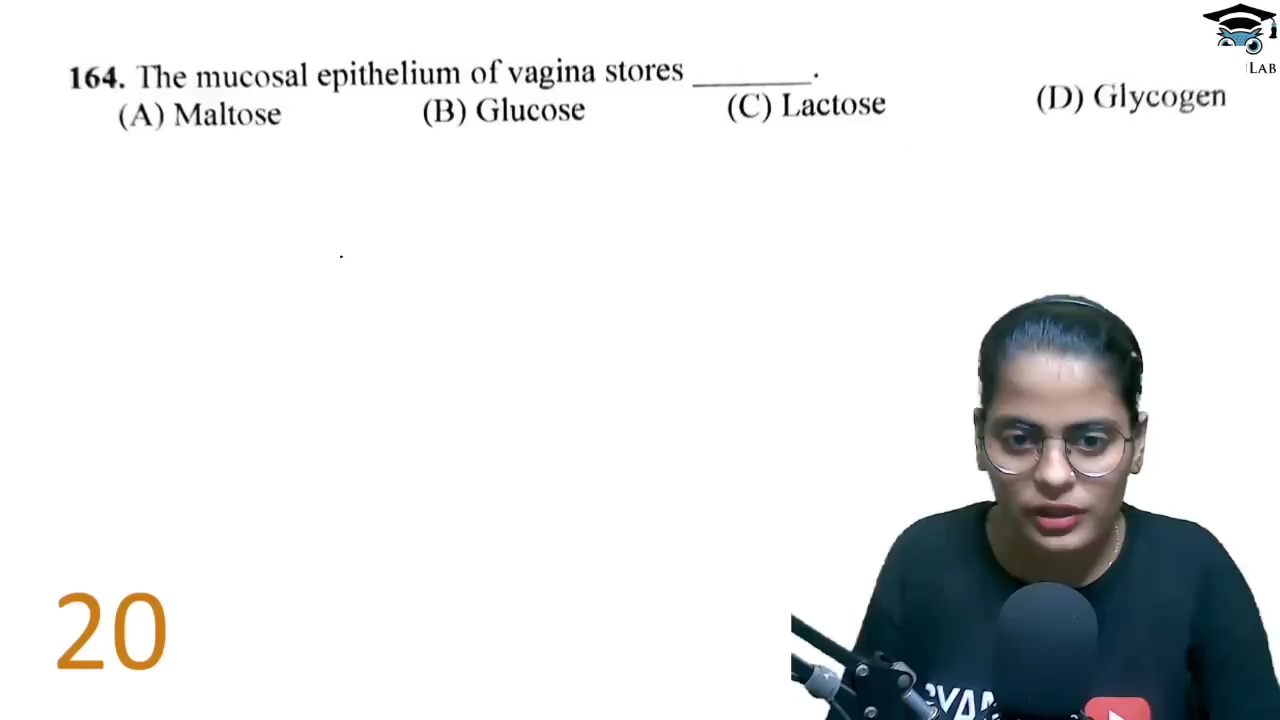 LAB
164. The mucosal epithelium of vagina stores ________.
(A) Maltose (B) Glucose (C) Lactose (D) Glycogen
20